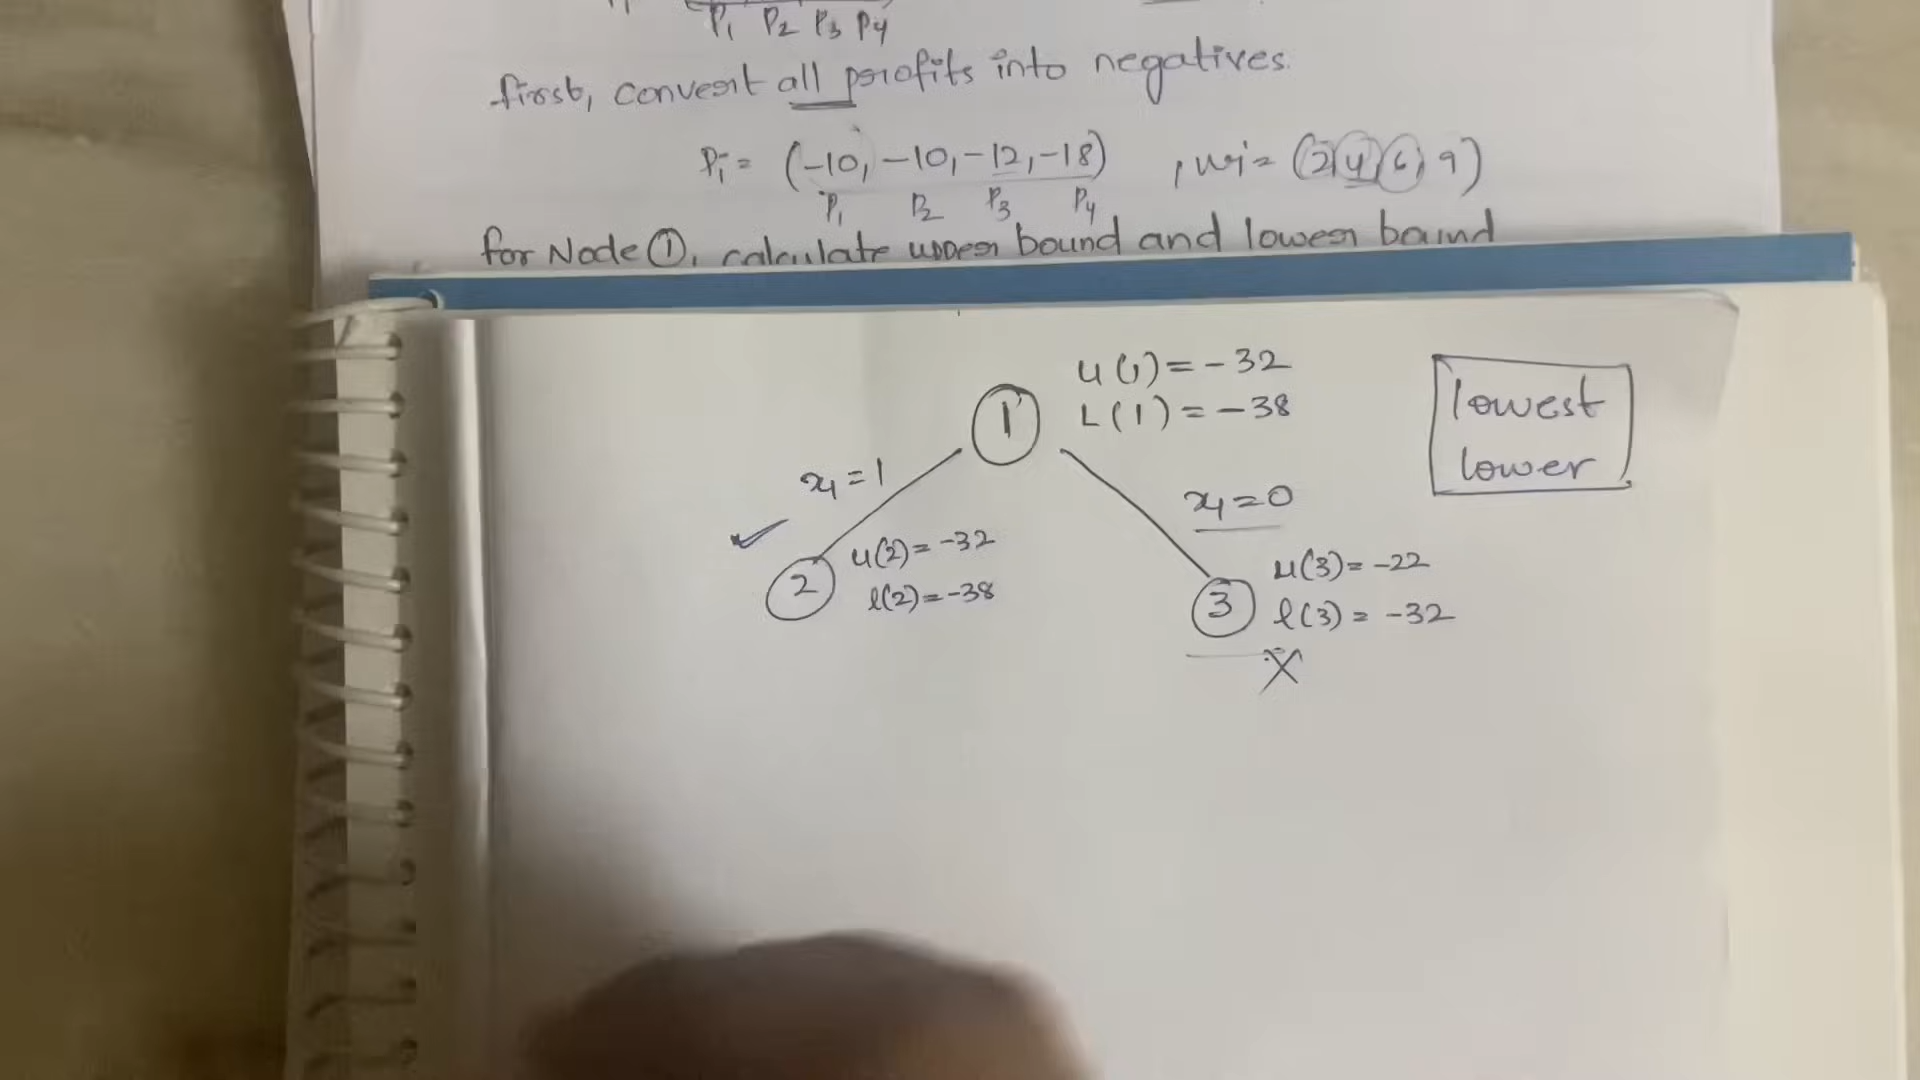 P1 P2 P3 P4
first, convert all profits into negatives.
Pi = (-10, -10, -12, -18) , wi = (2, 4, 6, 9)
P1 P2 P3 P4
for Node ①, calculate upper bound and lower bound
u(1) = -32
L(1) = -38
1
lowest
lower
x1 = 1
x1 = 0
u(2) = -32
l(2) = -38
2
u(3) = -22
l(3) = -32
3
X